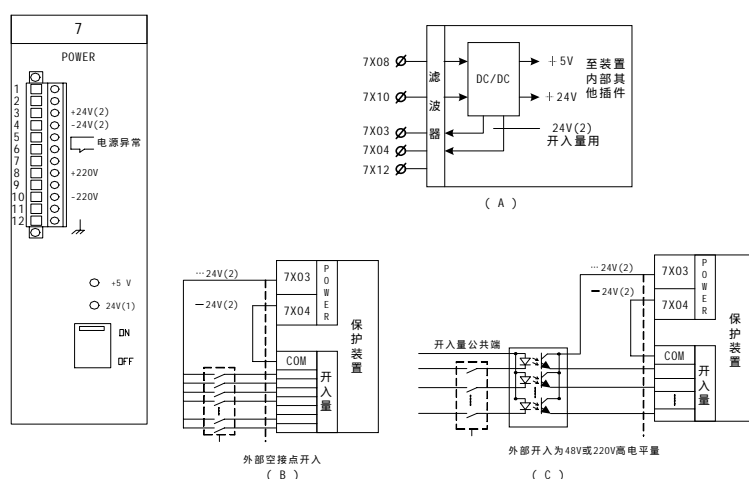 7
POWER
1
2
3 +24V(2)
4 -24V(2)
5
6 电源异常
7
8 +220V
9
10 -220V
11
12
+5 V
24V(1)
ON
OFF
7X08
7X10
7X03
7X04
7X12
滤波器
DC/DC
+5V
+24V
至装置
内部其
他插件
24V(2)
开入量用
( A )
…24V(2)
—24V(2)
7X03
7X04
POWER
COM
开入量
保护装置
外部空接点开入
( B )
…24V(2)
—24V(2)
7X03
7X04
POWER
开入量公共端
COM
开入量
保护装置
外部开入为48V或220V高电平量
( C )